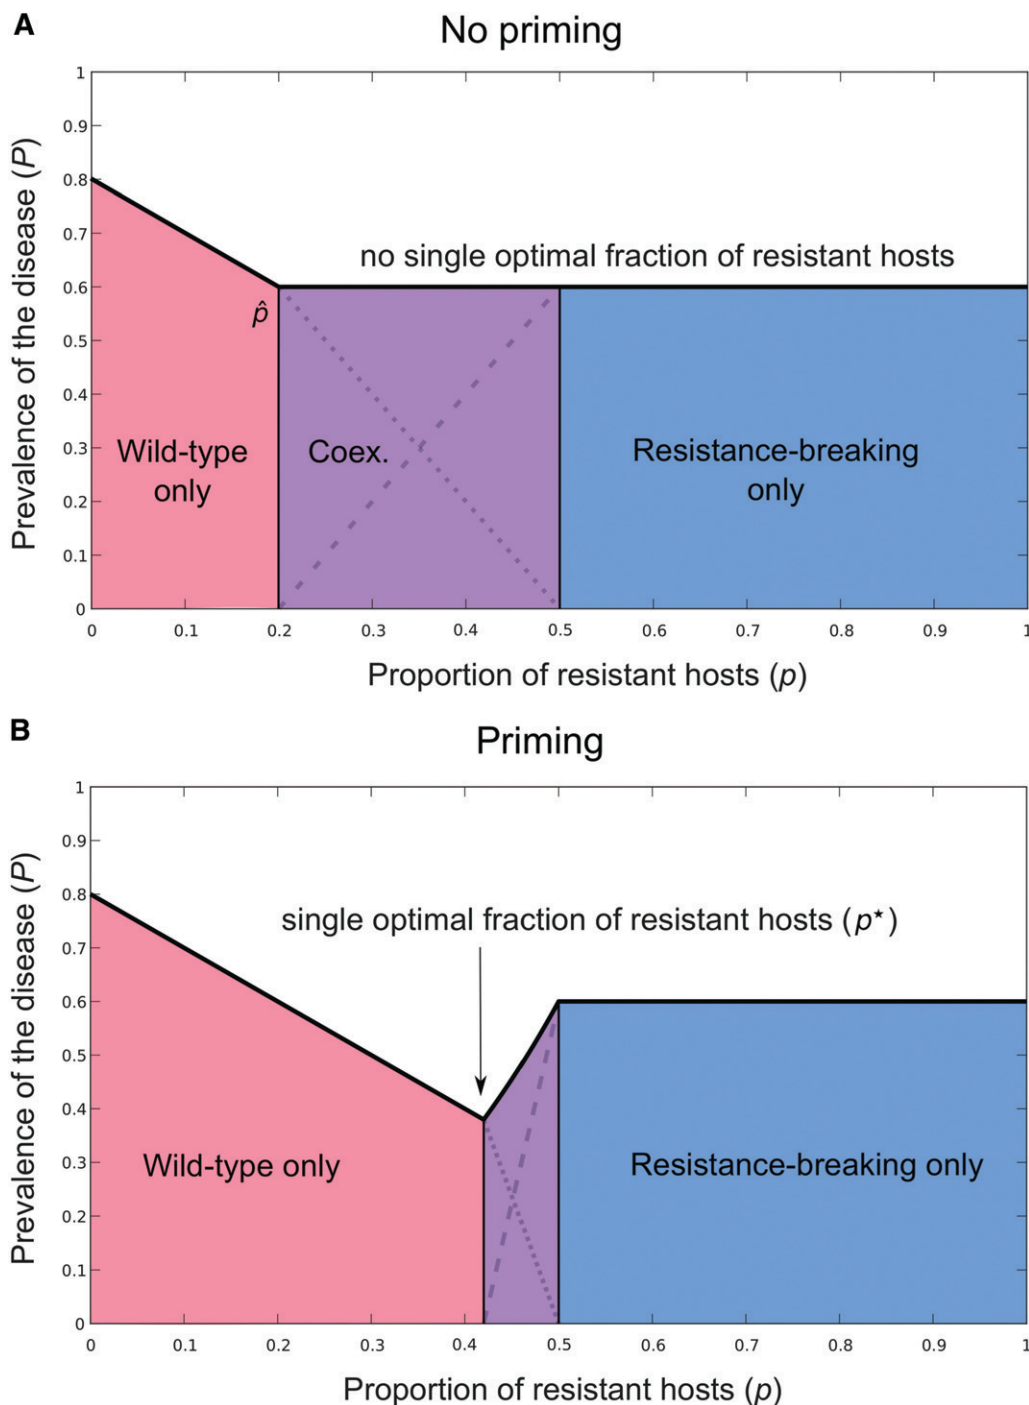 A
No priming
Prevalence of the disease (P)
1
0.9
0.8
0.7
0.6
0.5
0.4
0.3
0.2
0.1
0
no single optimal fraction of resistant hosts
p̂
Wild-type
only
Coex.
Resistance-breaking
only
0 0.1 0.2 0.3 0.4 0.5 0.6 0.7 0.8 0.9 1
Proportion of resistant hosts (p)
B
Priming
Prevalence of the disease (P)
1
0.9
0.8
0.7
0.6
0.5
0.4
0.3
0.2
0.1
0
single optimal fraction of resistant hosts (p★)
Wild-type only
Resistance-breaking only
0 0.1 0.2 0.3 0.4 0.5 0.6 0.7 0.8 0.9 1
Proportion of resistant hosts (p)